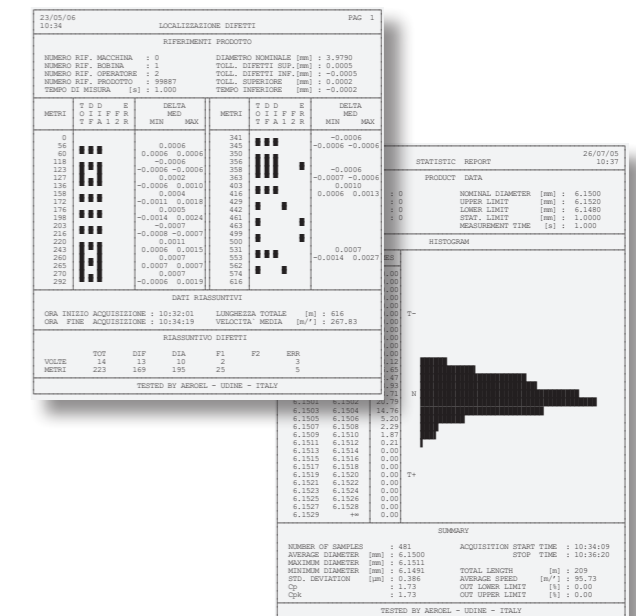 23/05/06 PAG 1
10:34 LOCALIZZAZIONE DIFETTI
RIFERIMENTI PRODOTTO
NUMERO RIF. MACCHINA : 0 DIAMETRO NOMINALE [mm] : 3.9790
NUMERO RIF. BOBINA : 1 TOLL. DIFETTI SUP.[mm] : 0.0005
NUMERO RIF. OPERATORE : 2 TOLL. DIFETTI INF.[mm] : -0.0005
NUMERO RIF. PRODOTTO : 99887 TOLL. SUPERIORE [mm] : 0.0002
TEMPO DI MISURA [s] : 1.000 TEMPO INFERIORE [mm] : -0.0002
T D D E DELTA T D D E DELTA
METRI O I I F F R MED METRI O I I F F R MED
T F A 1 2 R MIN MAX T F A 1 2 R MIN MAX
0 341 -0.0006
56 0.0006 345 -0.0006 -0.0006
60 0.0006 0.0006 350
118 -0.0006 356
123 -0.0006 -0.0006 358 -0.0006
127 0.0002 363 -0.0007 -0.0006
136 -0.0006 0.0010 403 0.0010
158 0.0004 416 0.0006 0.0013
172 -0.0011 0.0018 429
176 0.0005 442
198 -0.0014 0.0024 461
203 -0.0007 463
216 -0.0008 -0.0007 499
220 0.0011 500
243 0.0006 0.0015 531 0.0007
260 0.0007 553 -0.0014 0.0027
265 0.0007 0.0007 562
270 0.0007 574
292 -0.0006 0.0019 616
DATI RIASSUNTIVI
ORA INIZIO ACQUISIZIONE : 10:32:01 LUNGHEZZA TOTALE [m] : 616
ORA FINE ACQUISIZIONE : 10:34:19 VELOCITA` MEDIA [m/'] : 267.83
RIASSUNTIVO DIFETTI
TOT DIF DIA F1 F2 ERR
VOLTE 14 13 10 2 3
METRI 223 169 195 25 5
TESTED BY AEROEL - UDINE - ITALY
26/07/05
STATISTIC REPORT 10:37
PRODUCT DATA
: 0 NOMINAL DIAMETER [mm] : 6.1500
: 0 UPPER LIMIT [mm] : 6.1520
: 0 LOWER LIMIT [mm] : 6.1480
: 0 STAT. LIMIT [mm] : 1.0000
MEASUREMENT TIME [s] : 1.000
HISTOGRAM
T-
N
6.1503 6.1504 14.76
6.1505 6.1506 5.20
6.1507 6.1508 2.29
6.1509 6.1510 1.87
6.1511 6.1512 0.21
6.1513 6.1514 0.00
6.1515 6.1516 0.00
6.1517 6.1518 0.00
6.1519 6.1520 0.00 T+
6.1521 6.1522 0.00
6.1523 6.1524 0.00
6.1525 6.1526 0.00
6.1527 6.1528 0.00
6.1529 +∞ 0.00
SUMMARY
NUMBER OF SAMPLES : 481 ACQUISITION START TIME : 10:34:09
AVERAGE DIAMETER [mm] : 6.1500 STOP TIME : 10:36:20
MAXIMUM DIAMETER [mm] : 6.1511
MINIMUM DIAMETER [mm] : 6.1491 TOTAL LENGTH [m] : 209
STD. DEVIATION [µm] : 0.386 AVERAGE SPEED [m/'] : 95.73
Cp : 1.73 OUT LOWER LIMIT [%] : 0.00
Cpk : 1.73 OUT UPPER LIMIT [%] : 0.00
TESTED BY AEROEL - UDINE - ITALY